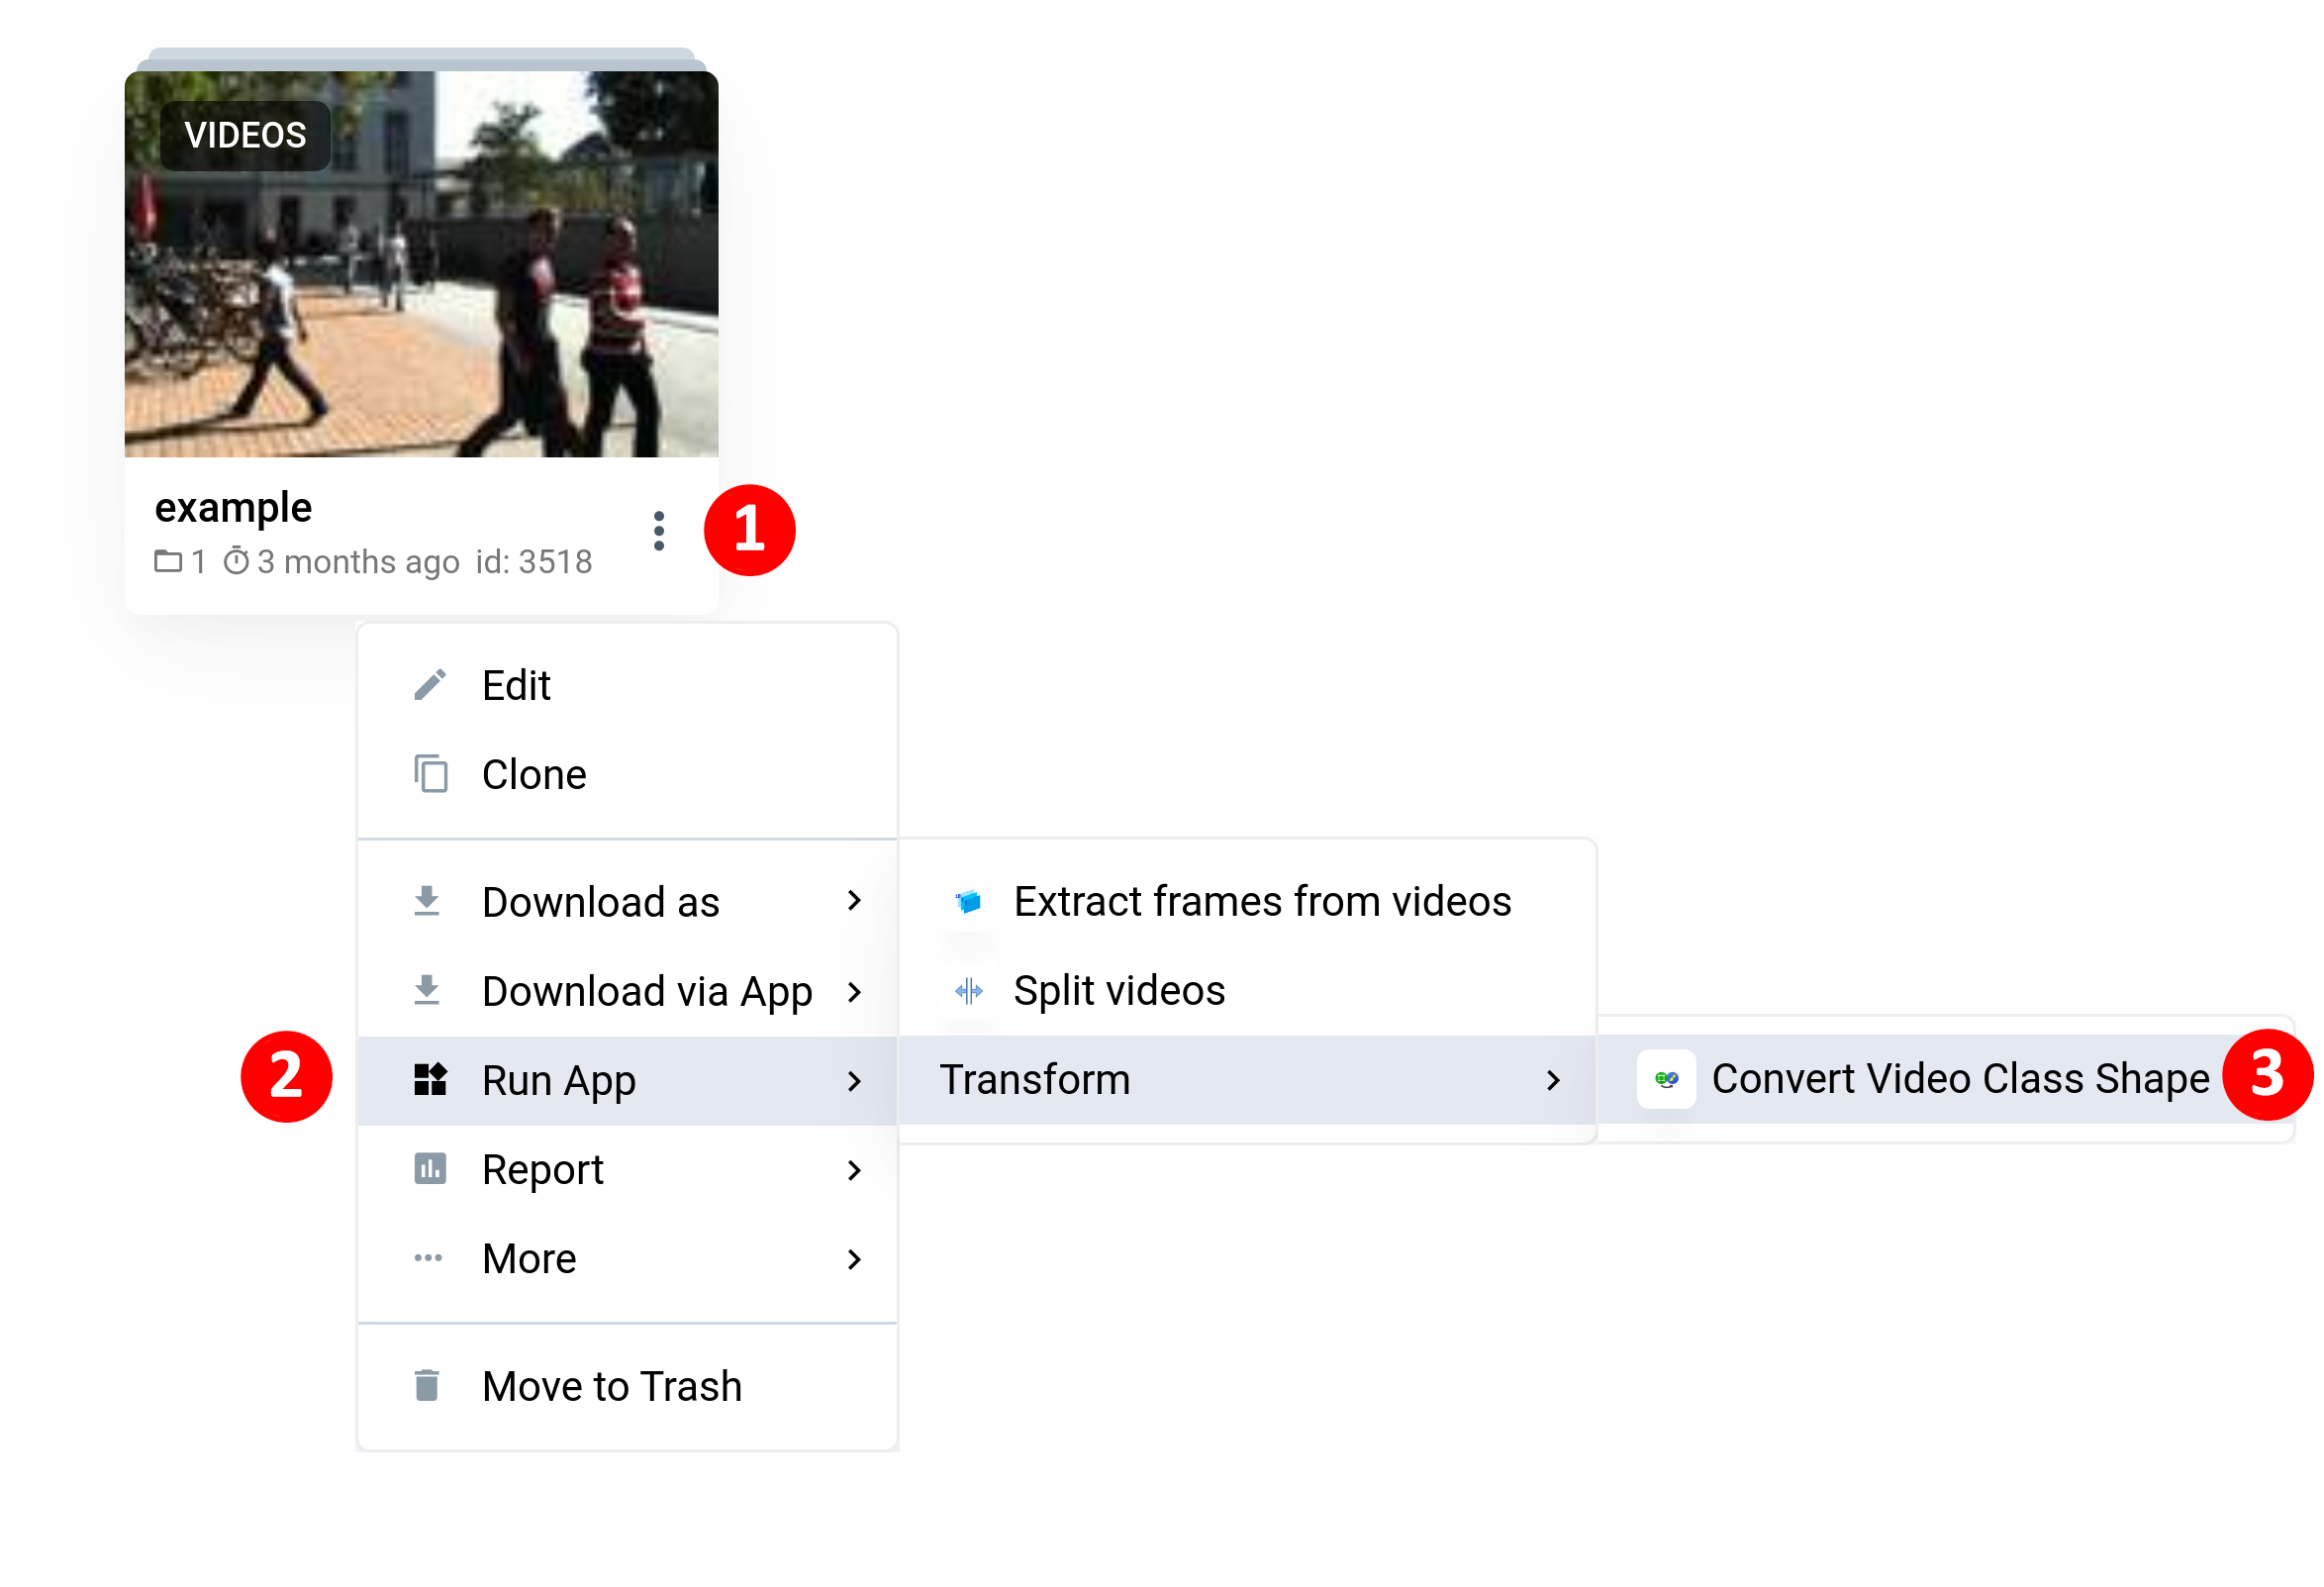 VIDEOS
example
1 3 months ago id: 3518
1
Edit
Clone
Download as
Download via App
2
Run App
Report
More
Move to Trash
Extract frames from videos
Split videos
Transform
Convert Video Class Shape
3